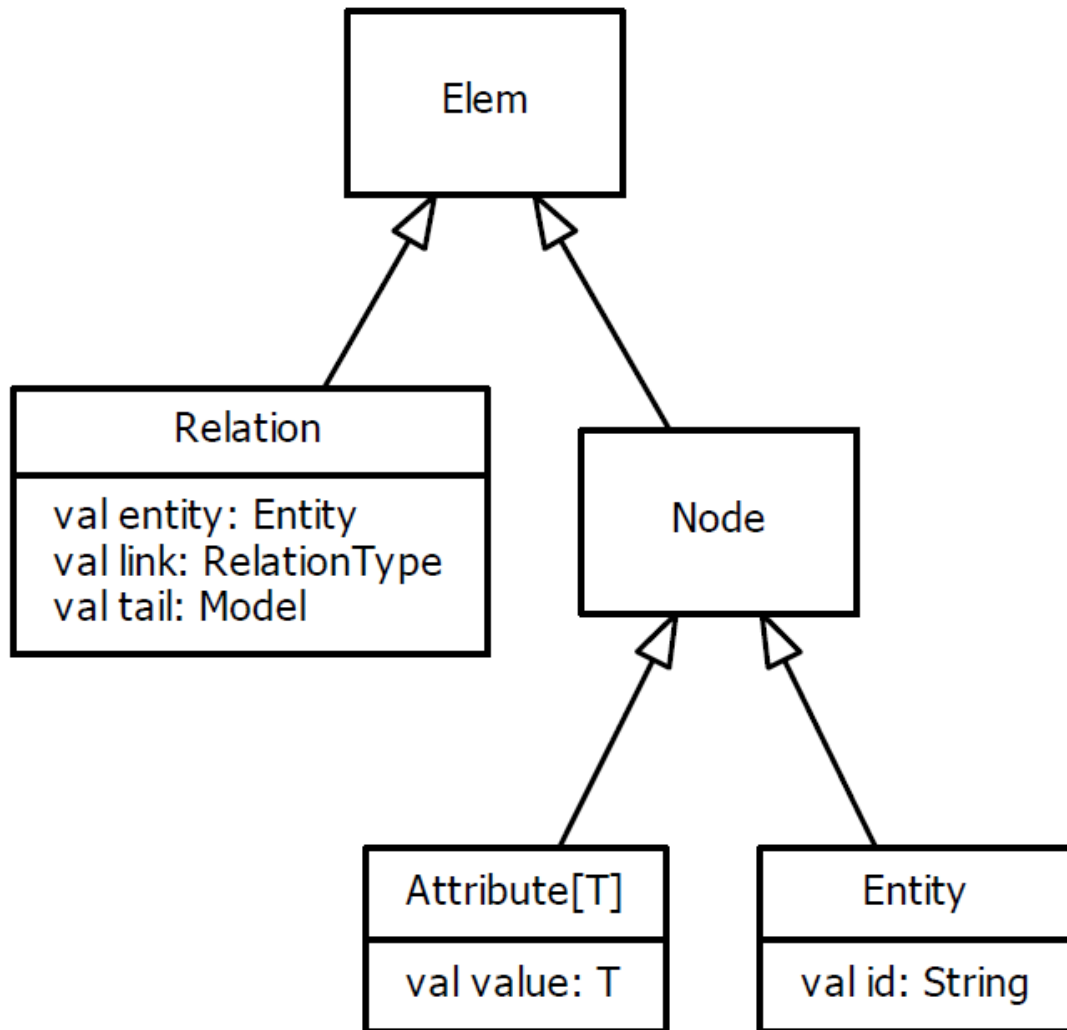 Elem
Relation
val entity: Entity
val link: RelationType
val tail: Model
Node
Attribute[T]
val value: T
Entity
val id: String